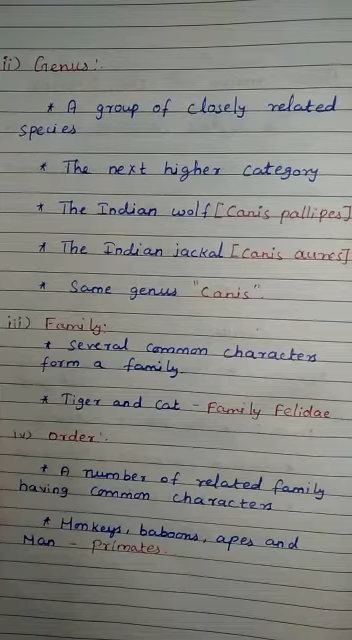 ii) Genus:
* A group of closely related
species
* The next higher category
* The Indian wolf [Canis pallipes]
* The Indian jackal [Canis aures]
* Same genus "Canis".
iii) Family:
* several common characters
form a family.
* Tiger and cat - Family Felidae
iv) order:
* A number of related family
having common characters
* Monkeys, baboons, apes and
Man - Primates.